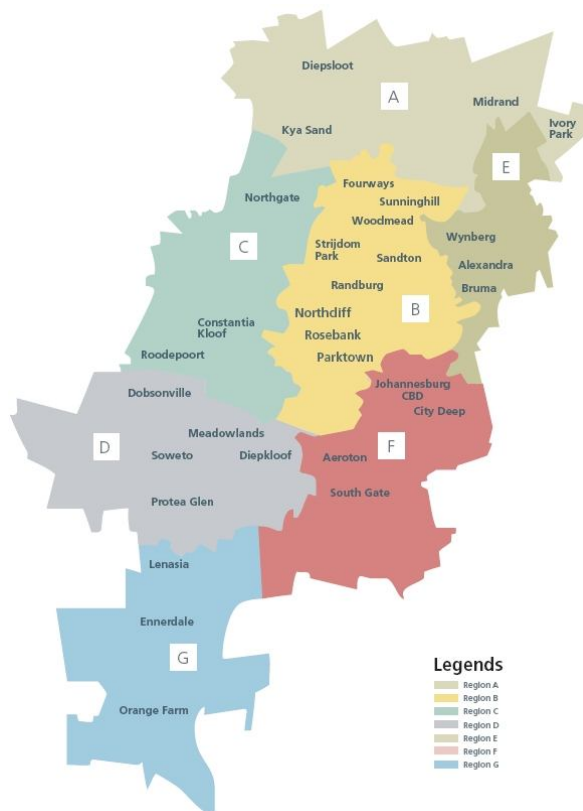 Diepsloot
A
Midrand
Ivory
Park
Kya Sand
E
Fourways
Northgate
Sunninghill
Woodmead
Wynberg
C
Strijdom
Park
Sandton
Alexandra
Randburg
Bruma
Northcliff
B
Constantia
Kloof
Rosebank
Roodepoort
Parktown
Johannesburg
CBD
Dobsonville
City Deep
Meadowlands
D
F
Soweto
Diepkloof
Aeroton
South Gate
Protea Glen
Lenasia
Ennerdale
G
Orange Farm
Legends
Region A
Region B
Region C
Region D
Region E
Region F
Region G